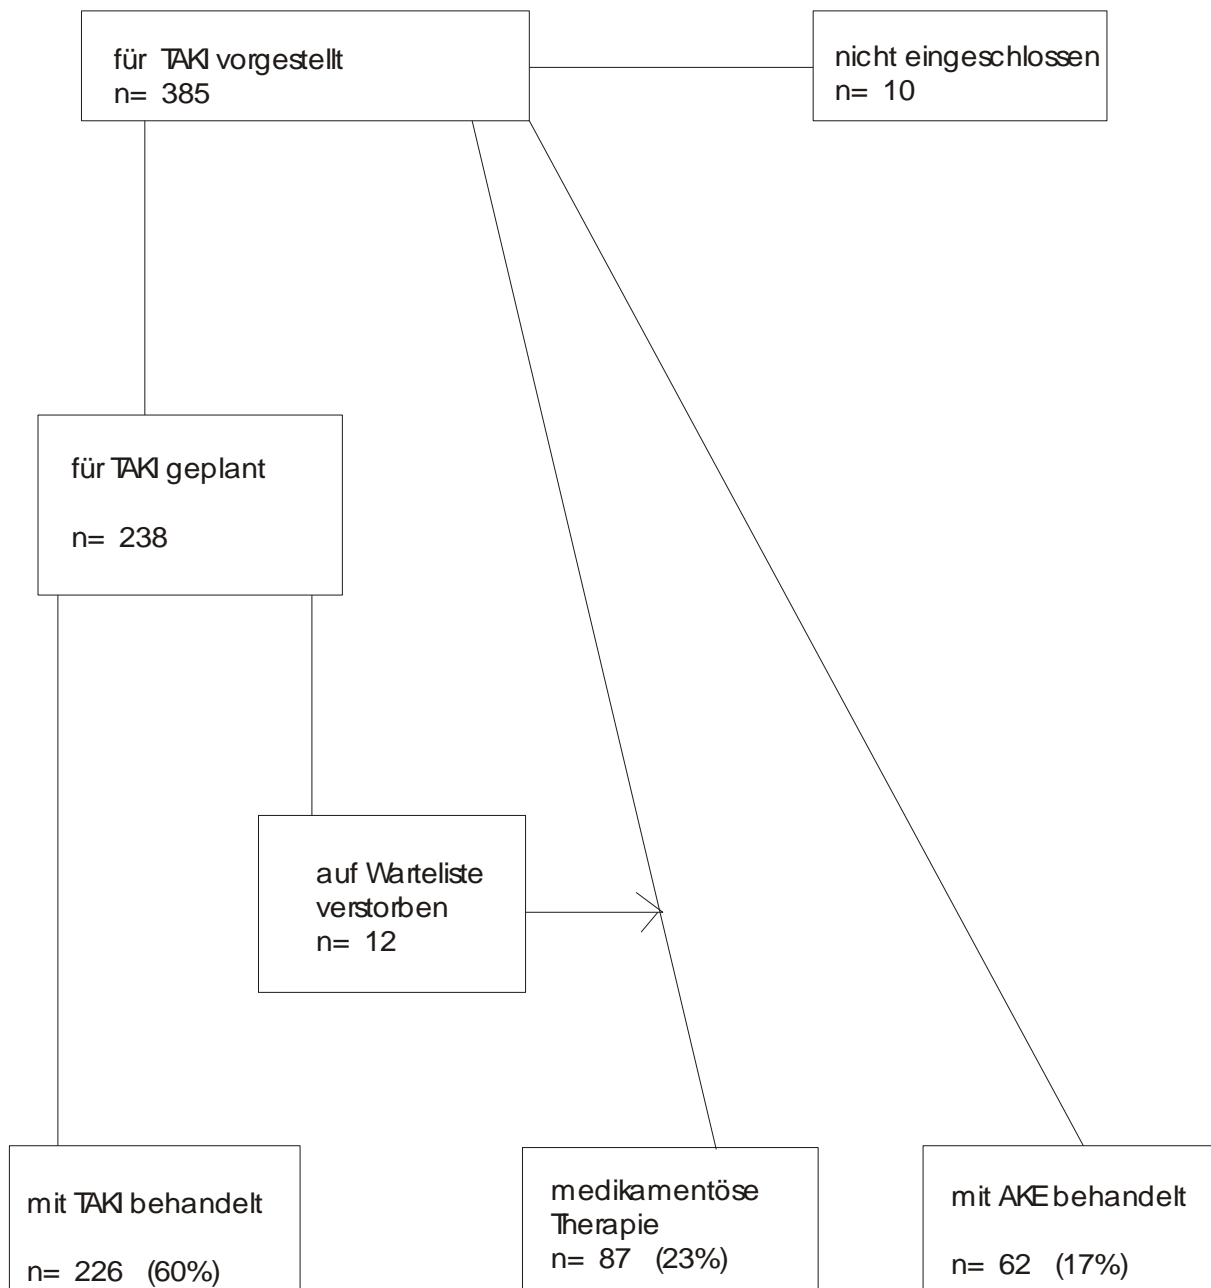 für TAKI vorgestellt
n= 385
nicht eingeschlossen
n= 10
für TAKI geplant
n= 238
auf Warteliste
verstorben
n= 12
mit TAKI behandelt
n= 226 (60%)
medikamentöse
Therapie
n= 87 (23%)
mit AKE behandelt
n= 62 (17%)